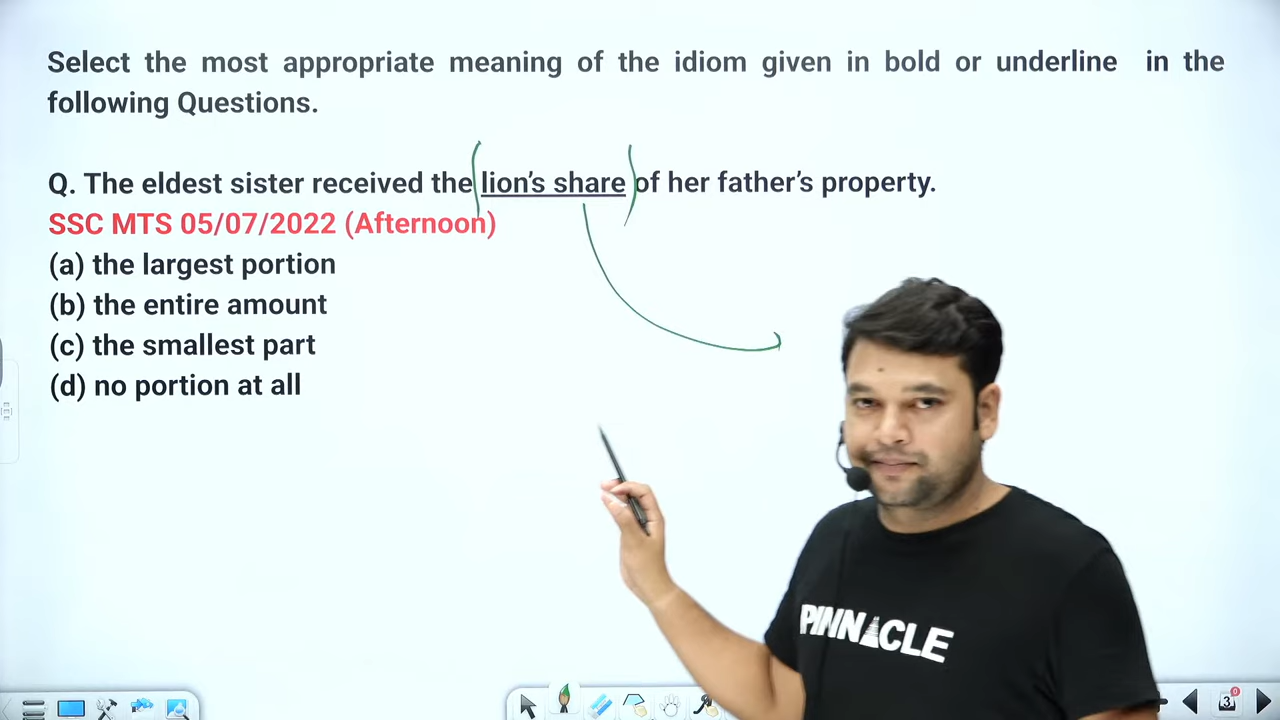 Select the most appropriate meaning of the idiom given in bold or underline in the
following Questions.
Q. The eldest sister received the lion's share of her father's property.
SSC MTS 05/07/2022 (Afternoon)
(a) the largest portion
(b) the entire amount
(c) the smallest part
(d) no portion at all
PINNACLE
3
0